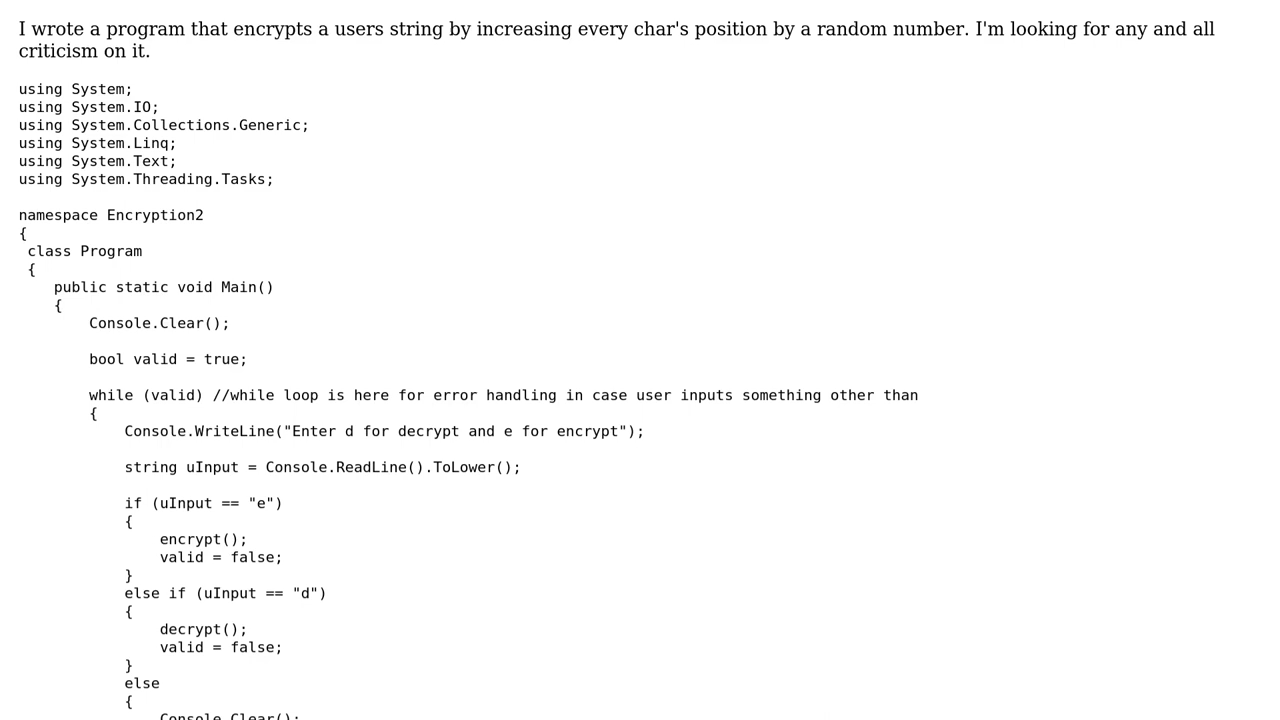 I wrote a program that encrypts a users string by increasing every char's position by a random number. I'm looking for any and all
criticism on it.
using System;
using System.IO;
using System.Collections.Generic;
using System.Linq;
using System.Text;
using System.Threading.Tasks;
namespace Encryption2
{
class Program
{
public static void Main()
{
Console.Clear();
bool valid = true;
while (valid) //while loop is here for error handling in case user inputs something other than
{
Console.WriteLine("Enter d for decrypt and e for encrypt");
string uInput = Console.ReadLine().ToLower();
if (uInput == "e")
{
encrypt();
valid = false;
}
else if (uInput == "d")
{
decrypt();
valid = false;
}
else
{
Console.Clear();